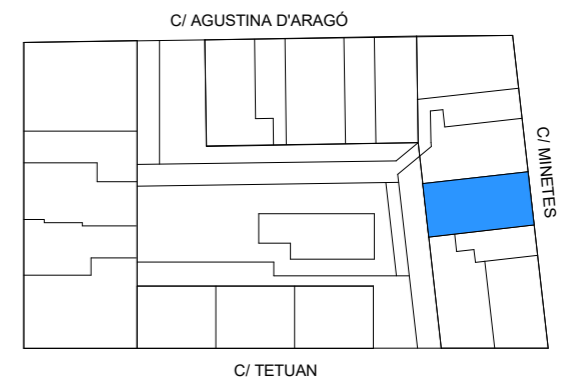 C/ AGUSTINA D'ARAGÓ
C/ MINETES
C/ TETUAN